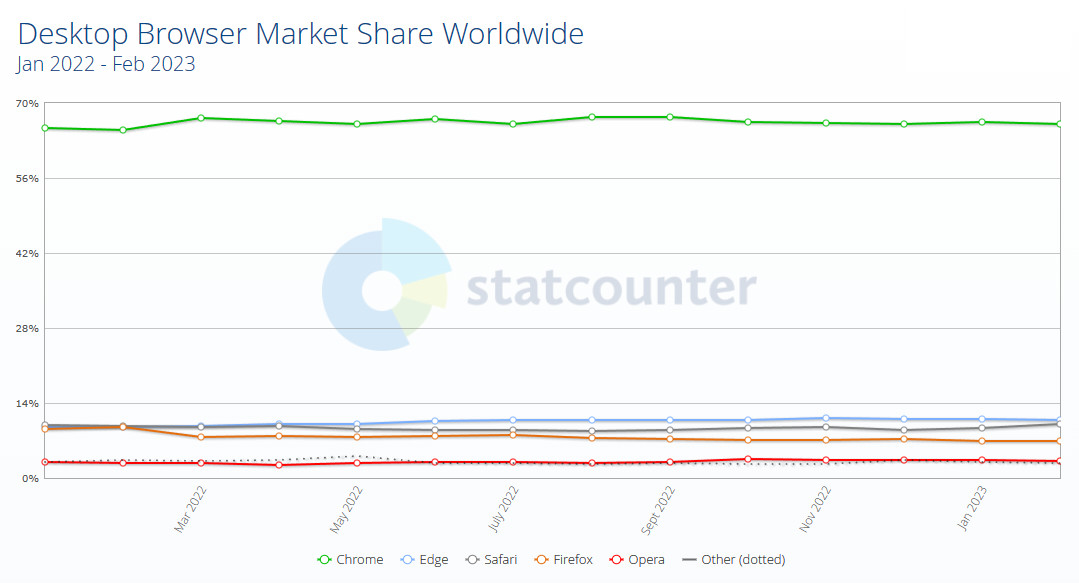 Desktop Browser Market Share Worldwide
Jan 2022 - Feb 2023
70%
56%
42%
28%
14%
0%
statcounter
Mar 2022
May 2022
July 2022
Sept 2022
Nov 2022
Jan 2023
Chrome Edge Safari Firefox Opera Other (dotted)